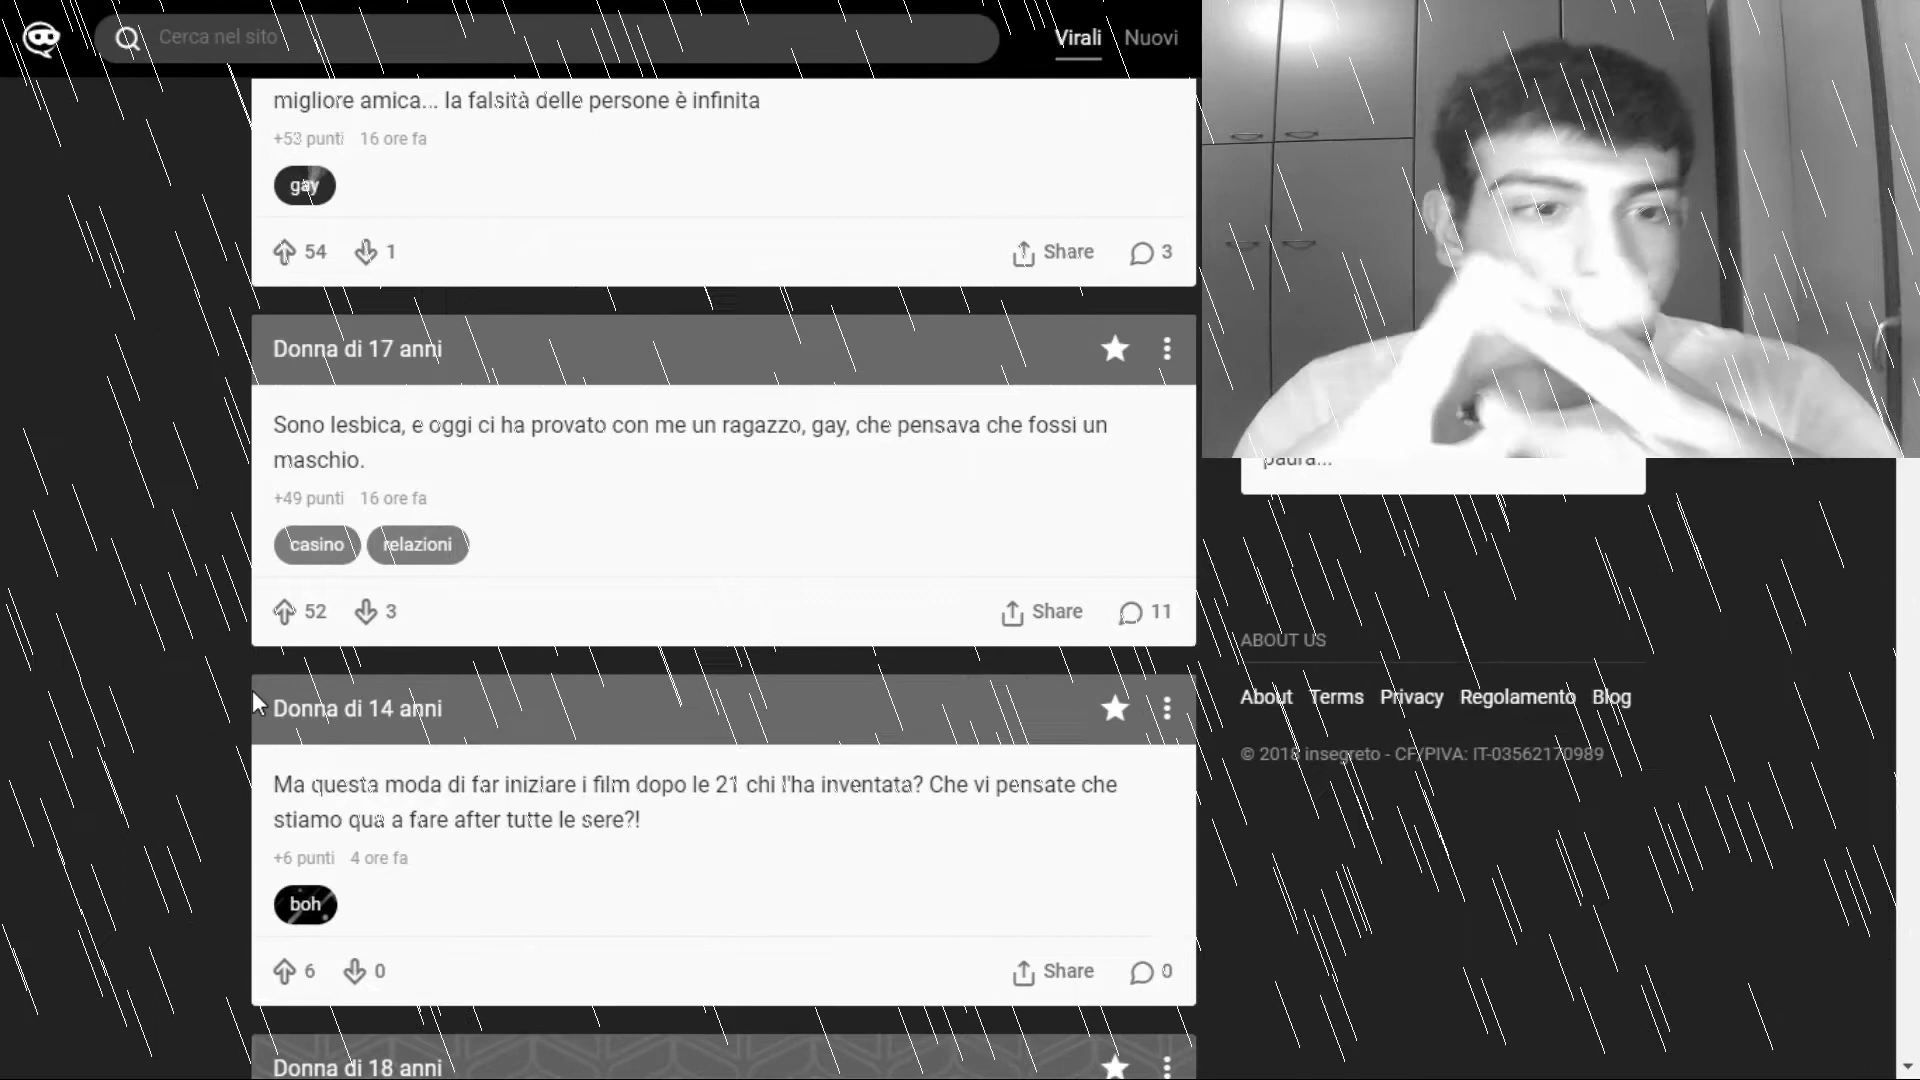 Cerca nel sito
Virali Nuovi
migliore amica... la falsità delle persone è infinita
+53 punti 16 ore fa
gay
54 1 Share 3
Donna di 17 anni
Sono lesbica, e oggi ci ha provato con me un ragazzo, gay, che pensava che fossi un
maschio.
+49 punti 16 ore fa
casino relazioni
52 3 Share 11
Donna di 14 anni
Ma questa moda di far iniziare i film dopo le 21 chi l'ha inventata? Che vi pensate che
stiamo qua a fare after tutte le sere?!
+6 punti 4 ore fa
boh
6 0 Share 0
Donna di 18 anni
paura...
ABOUT US
About Terms Privacy Regolamento Blog
© 2018 insegreto - CF/PIVA: IT-03562170989